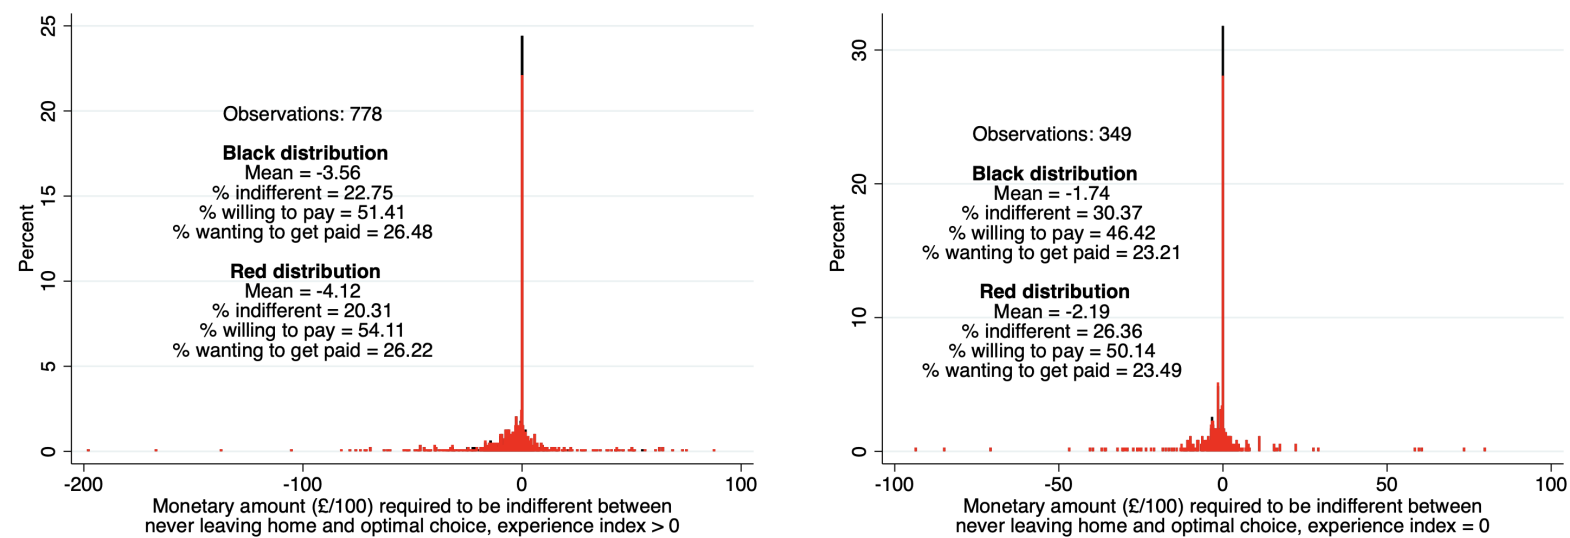 25
20
15
10
5
0
Percent
Observations: 778
Black distribution
Mean = -3.56
% indifferent = 22.75
% willing to pay = 51.41
% wanting to get paid = 26.48
Red distribution
Mean = -4.12
% indifferent = 20.31
% willing to pay = 54.11
% wanting to get paid = 26.22
-200
-100
0
100
Monetary amount (£/100) required to be indifferent between
never leaving home and optimal choice, experience index > 0
30
20
10
0
Percent
Observations: 349
Black distribution
Mean = -1.74
% indifferent = 30.37
% willing to pay = 46.42
% wanting to get paid = 23.21
Red distribution
Mean = -2.19
% indifferent = 26.36
% willing to pay = 50.14
% wanting to get paid = 23.49
-100
-50
0
50
100
Monetary amount (£/100) required to be indifferent between
never leaving home and optimal choice, experience index = 0